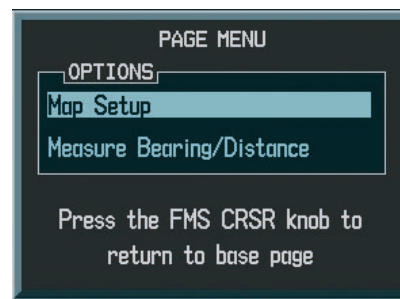 PAGE MENU
OPTIONS
Map Setup
Measure Bearing/Distance
Press the FMS CRSR knob to
return to base page